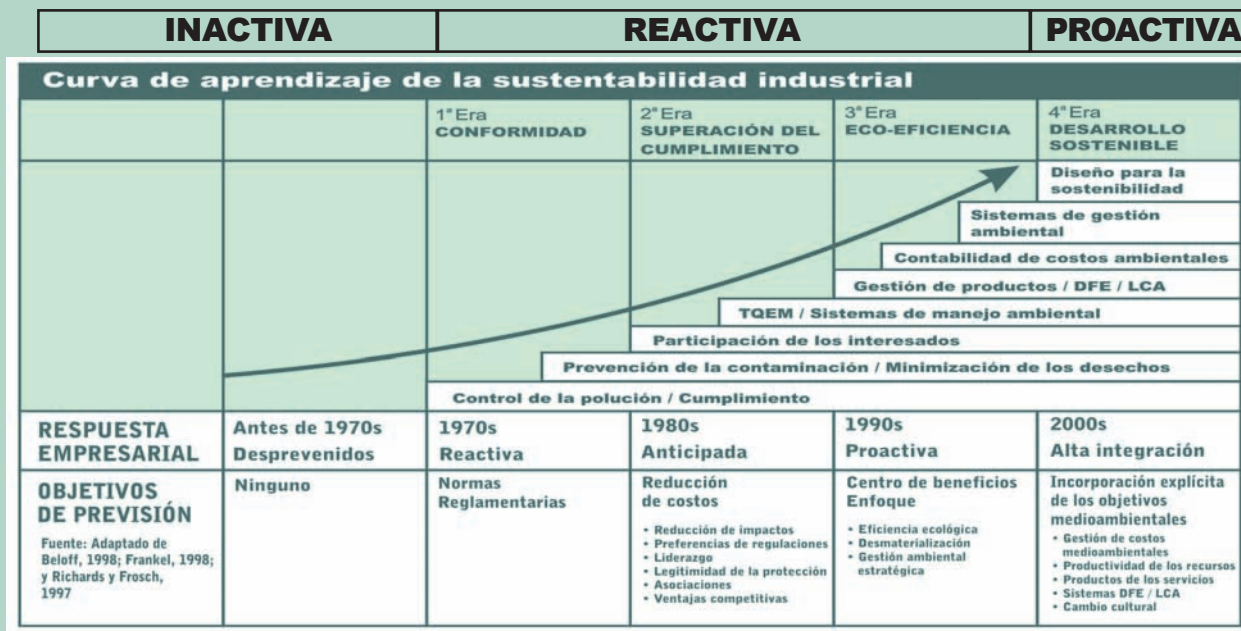 INACTIVA
REACTIVA
PROACTIVA
Curva de aprendizaje de la sustentabilidad industrial
1ª Era
CONFORMIDAD
2ª Era
SUPERACIÓN DEL
CUMPLIMIENTO
3ª Era
ECO-EFICIENCIA
4ª Era
DESARROLLO
SOSTENIBLE
Diseño para la
sostenibilidad
Sistemas de gestión
ambiental
Contabilidad de costos ambientales
Gestión de productos / DFE / LCA
TQEM / Sistemas de manejo ambiental
Participación de los interesados
Prevención de la contaminación / Minimización de los desechos
Control de la polución / Cumplimiento
RESPUESTA
EMPRESARIAL
Antes de 1970s
Desprevenidos
1970s
Reactiva
1980s
Anticipada
1990s
Proactiva
2000s
Alta integración
OBJETIVOS
DE PREVISIÓN
Fuente: Adaptado de
Beloff, 1998; Frankel, 1998;
y Richards y Frosch,
1997
Ninguno
Normas
Reglamentarias
Reducción
de costos
• Reducción de impactos
• Preferencias de regulaciones
• Liderazgo
• Legitimidad de la protección
• Asociaciones
• Ventajas competitivas
Centro de beneficios
Enfoque
• Eficiencia ecológica
• Desmaterialización
• Gestión ambiental
estratégica
Incorporación explícita
de los objetivos
medioambientales
• Gestión de costos
medioambientales
• Productividad de los recursos
• Productos de los servicios
• Sistemas DFE / LCA
• Cambio cultural